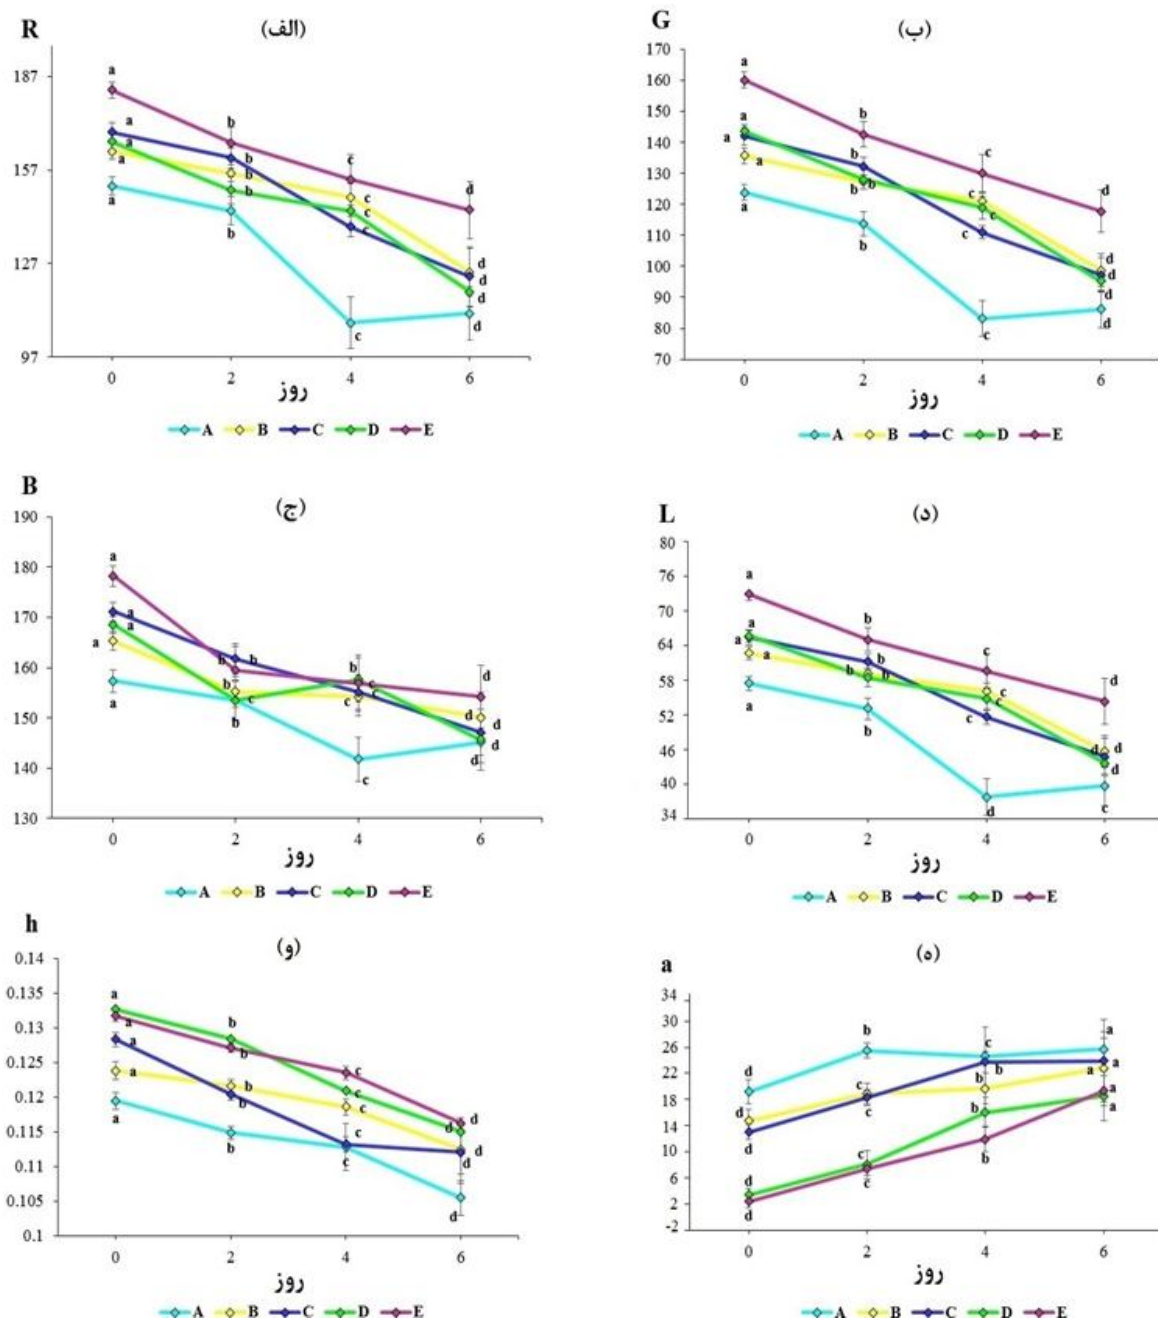 R
(الف)
187
157
127
97
a
a
a
a
a
b
b
b
b
c
c
c
c
c
d
d
d
d
d
0 2 4 6
روز
A B C D E
G
(ب)
170
160
150
140
130
120
110
100
90
80
70
a
a
a
a
a
b
b
b
b
b
c
c
c
c
c
d
d
d
d
d
0 2 4 6
روز
A B C D E
B
(ج)
190
180
170
160
150
140
130
a
a
a
a
a
b
b
b
c
b
b
c
c
c
c
d
d
d
d
d
0 2 4 6
روز
A B C D E
L
(د)
80
76
70
64
58
52
46
40
34
a
a
a
a
a
b
b
b
b
b
c
c
c
c
d
d
d
d
d
c
0 2 4 6
روز
A B C D E
h
(و)
0.14
0.135
0.13
0.125
0.12
0.115
0.11
0.105
0.1
a
a
a
a
a
b
b
b
b
b
c
c
c
c
c
d
d
d
d
d
0 2 4 6
روز
A B C D E
a
(ه)
34
30
26
22
18
14
10
6
2
-2
d
d
d
d
d
b
c
c
c
c
c
b
b
b
b
a
a
a
a
a
0 2 4 6
روز
A B C D E